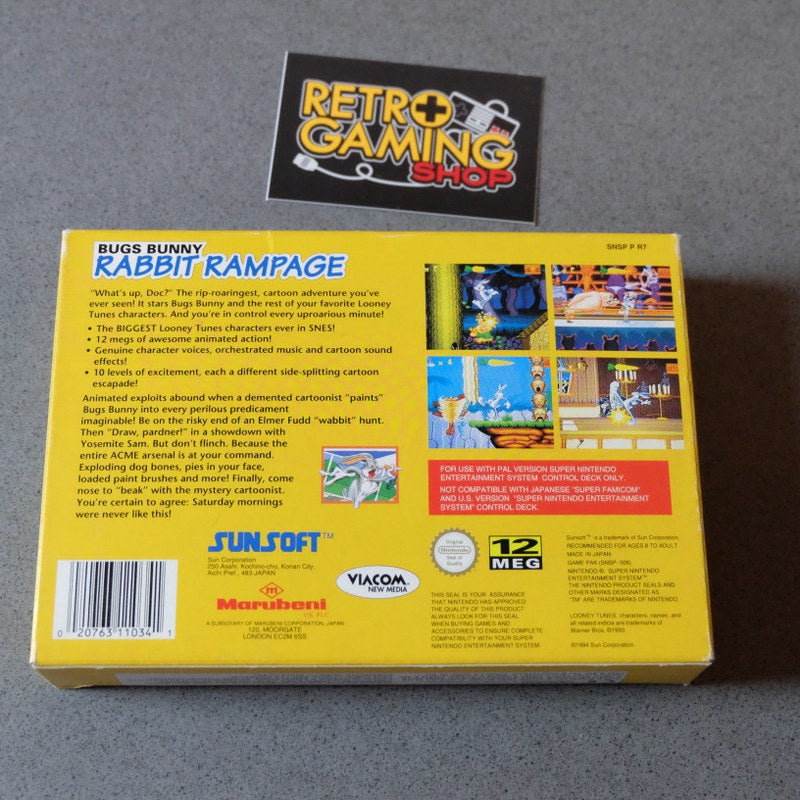 RETRO
GAMING
SHOP
BUGS BUNNY
RABBIT RAMPAGE
SNSP P R7
"What's up, Doc?" The rip-roaringest, cartoon adventure you've
ever seen! It stars Bugs Bunny and the rest of your favorite Looney
Tunes characters. And you're in control every uproarious minute!
• The BIGGEST Looney Tunes characters ever in SNES!
• 12 megs of awesome animated action!
• Genuine character voices, orchestrated music and cartoon sound
effects!
• 10 levels of excitement, each a different side-splitting cartoon
escapade!
Animated exploits abound when a demented cartoonist "paints"
Bugs Bunny into every perilous predicament
imaginable! Be on the risky end of an Elmer Fudd "wabbit" hunt.
Then "Draw, pardner!" in a showdown with
Yosemite Sam. But don't flinch. Because the
entire ACME arsenal is at your command.
Exploding dog bones, pies in your face,
loaded paint brushes and more! Finally, come
nose to "beak" with the mystery cartoonist.
You're certain to agree: Saturday mornings
were never like this!
x 4
FOR USE WITH PAL VERSION SUPER NINTENDO
ENTERTAINMENT SYSTEM CONTROL DECK ONLY.
NOT COMPATIBLE WITH JAPANESE "SUPER FAMICOM"
AND U.S. VERSION "SUPER NINTENDO ENTERTAINMENT
SYSTEM" CONTROL DECK.
SUNSOFT™
Sun Corporation
250 Asahi, Kochino-cho, Konan City,
Aichi Pref., 483 JAPAN
Marubeni
UK PLC
A SUBSIDIARY OF MARUBENI CORPORATION, JAPAN.
120, MOORGATE
LONDON EC2M 6SS
VIACOM
NEW MEDIA
0 20763 11034 1
Original
Nintendo
Seal of
Quality
12
MEG
THIS SEAL IS YOUR ASSURANCE
THAT NINTENDO HAS APPROVED
THE QUALITY OF THIS PRODUCT
ALWAYS LOOK FOR THIS SEAL
WHEN BUYING GAMES AND
ACCESSORIES TO ENSURE COMPLETE
COMPATIBILITY WITH YOUR SUPER
NINTENDO ENTERTAINMENT SYSTEM
Sunsoft™ is a trademark of Sun Corporation.
RECOMMENDED FOR AGES 8 TO ADULT
MADE IN JAPAN
GAME PAK (SNSP- 006)
NINTENDO®, SUPER NINTENDO
ENTERTAINMENT SYSTEM™,
THE NINTENDO PRODUCT SEALS AND
OTHER MARKS DESIGNATED AS
"TM" ARE TRADEMARKS OF NINTENDO
LOONEY TUNES, characters, names, and
all related indicia are trademarks of
Warner Bros. ©1993.
©1994 Sun Corporation.